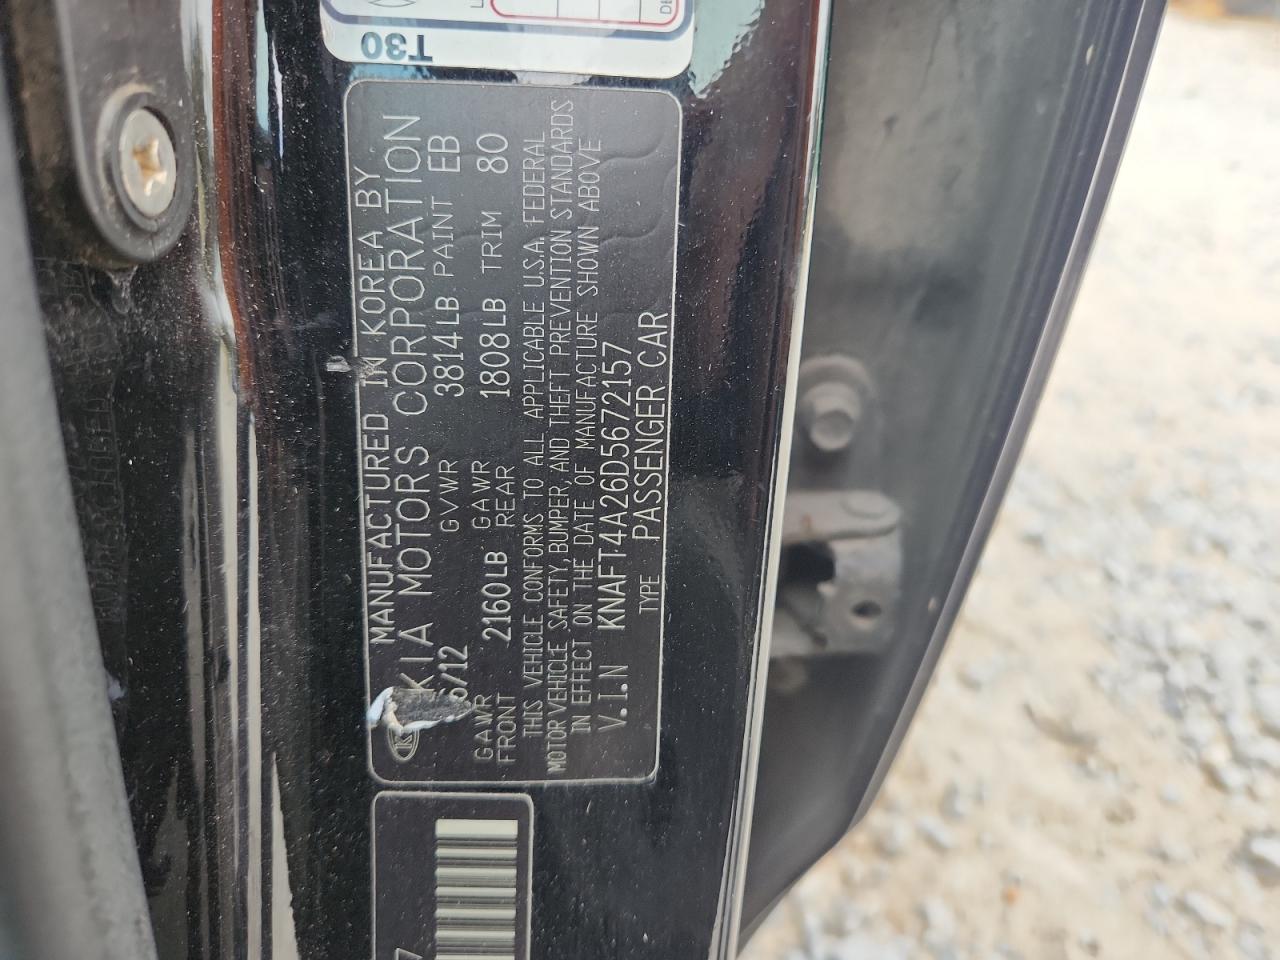 T30
MANUFACTURED IN KOREA BY
KIA MOTORS CORPORATION
6/12 GVWR 3814LB PAINT EB
GAWR FRONT 2160LB GAWR REAR 1808LB TRIM 80
THIS VEHICLE CONFORMS TO ALL APPLICABLE U.S.A. FEDERAL
MOTOR VEHICLE SAFETY, BUMPER, AND THEFT PREVENTION STANDARDS
IN EFFECT ON THE DATE OF MANUFACTURE SHOWN ABOVE
V.I.N KNAFT4A26D5672157
TYPE PASSENGER CAR
7